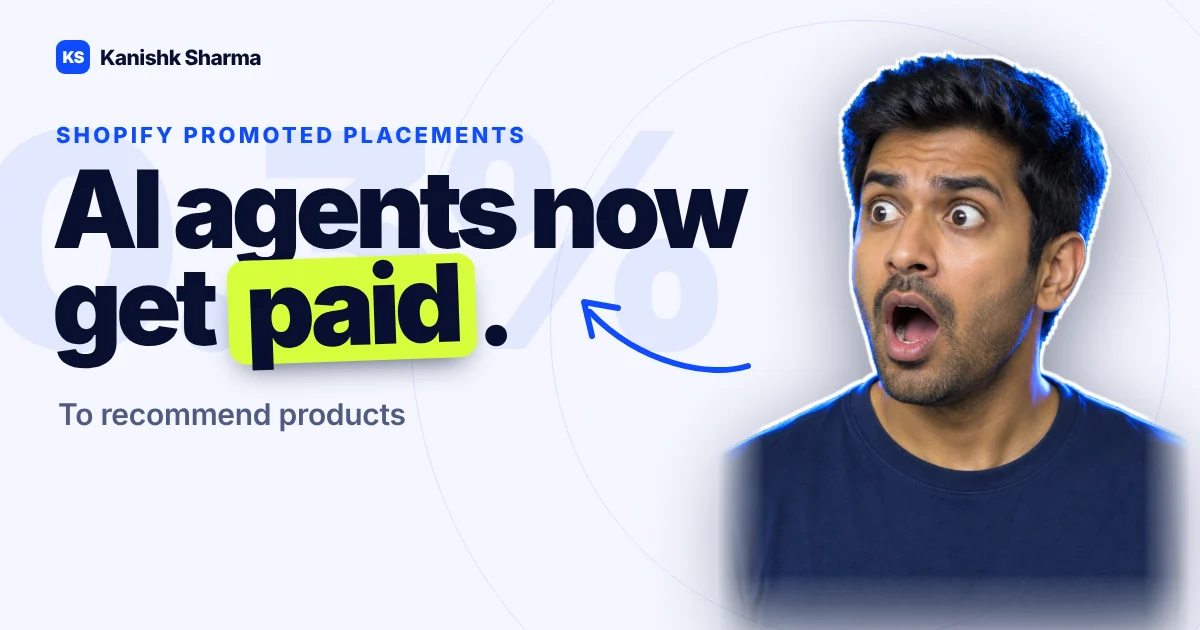 KS Kanishk Sharma
SHOPIFY PROMOTED PLACEMENTS
AI agents now
get paid.
To recommend products